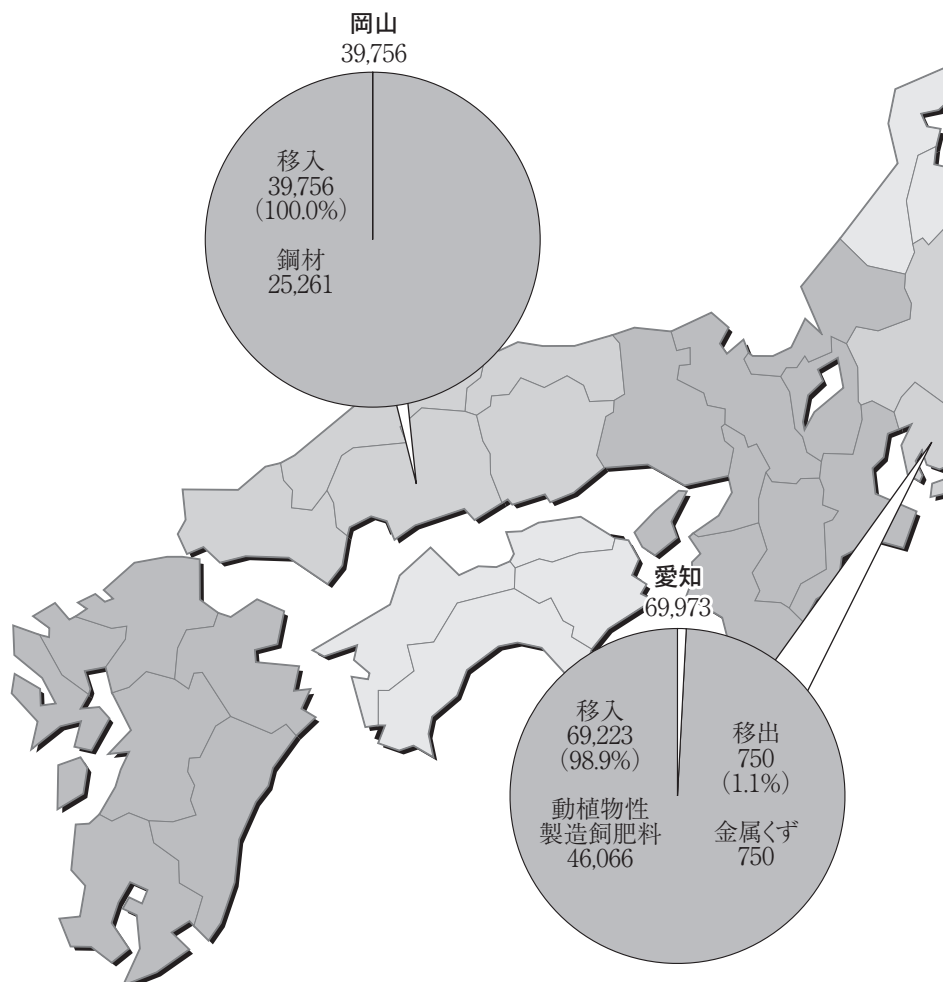 岡山
39,756
移入
39,756
（100.0%）
鋼材
25,261
愛知
69,973
移入
69,223
（98.9%）
動植物性
製造飼肥料
46,066
移出
750
（1.1%）
金属くず
750